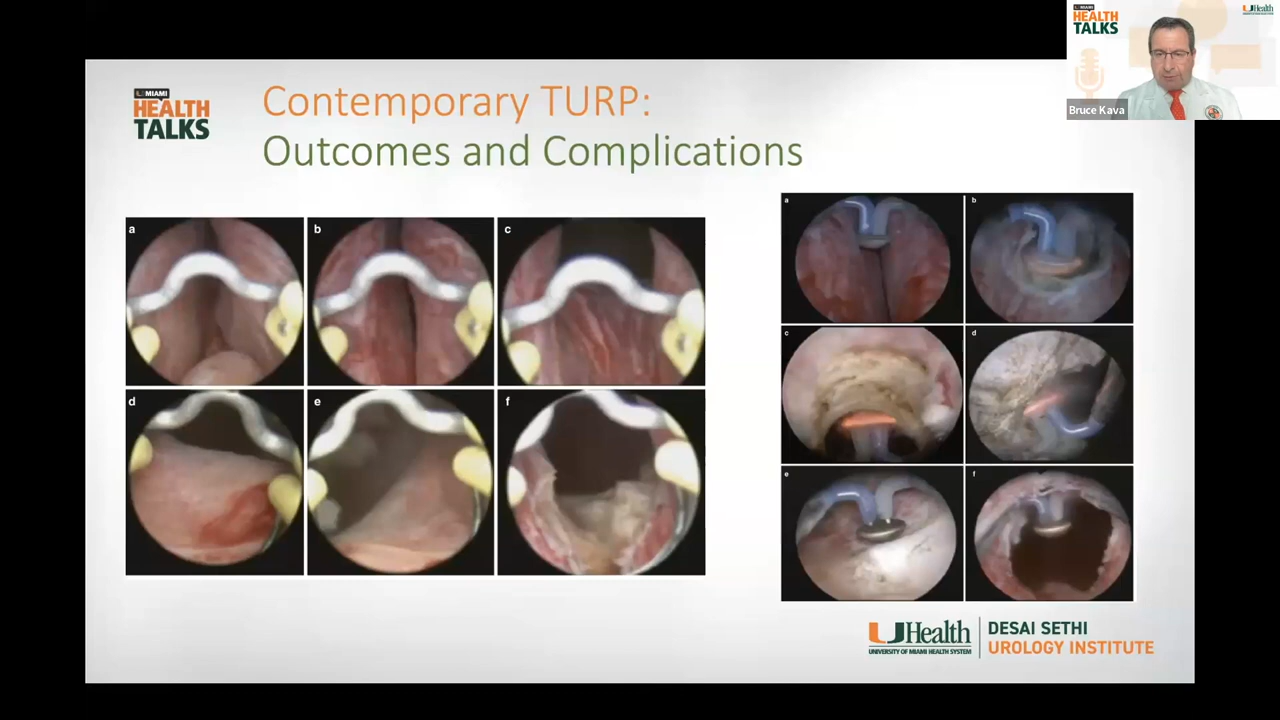 U MIAMI
HEALTH
TALKS
Contemporary TURP:
Outcomes and Complications
a
b
c
d
e
f
a
b
c
d
e
f
UHealth
UNIVERSITY OF MIAMI HEALTH SYSTEM
DESAI SETHI
UROLOGY INSTITUTE
MIAMI
HEALTH
TALKS
UHealth
Bruce Kava